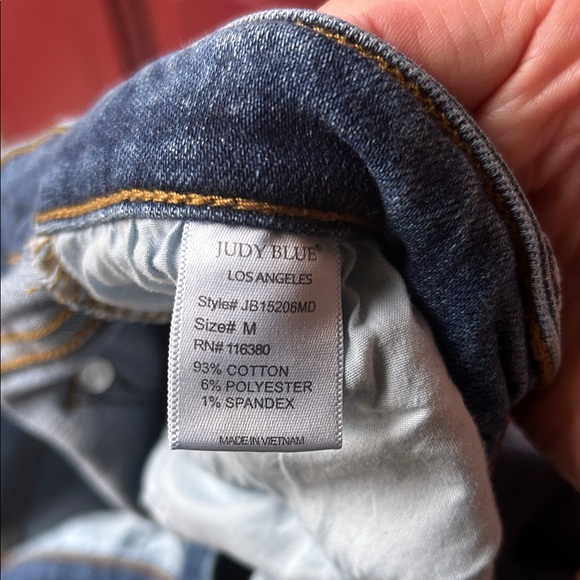 JUDY BLUE®
LOS ANGELES
Style# JB15206MD
Size# M
RN# 116380
93% COTTON
6% POLYESTER
1% SPANDEX
MADE IN VIETNAM